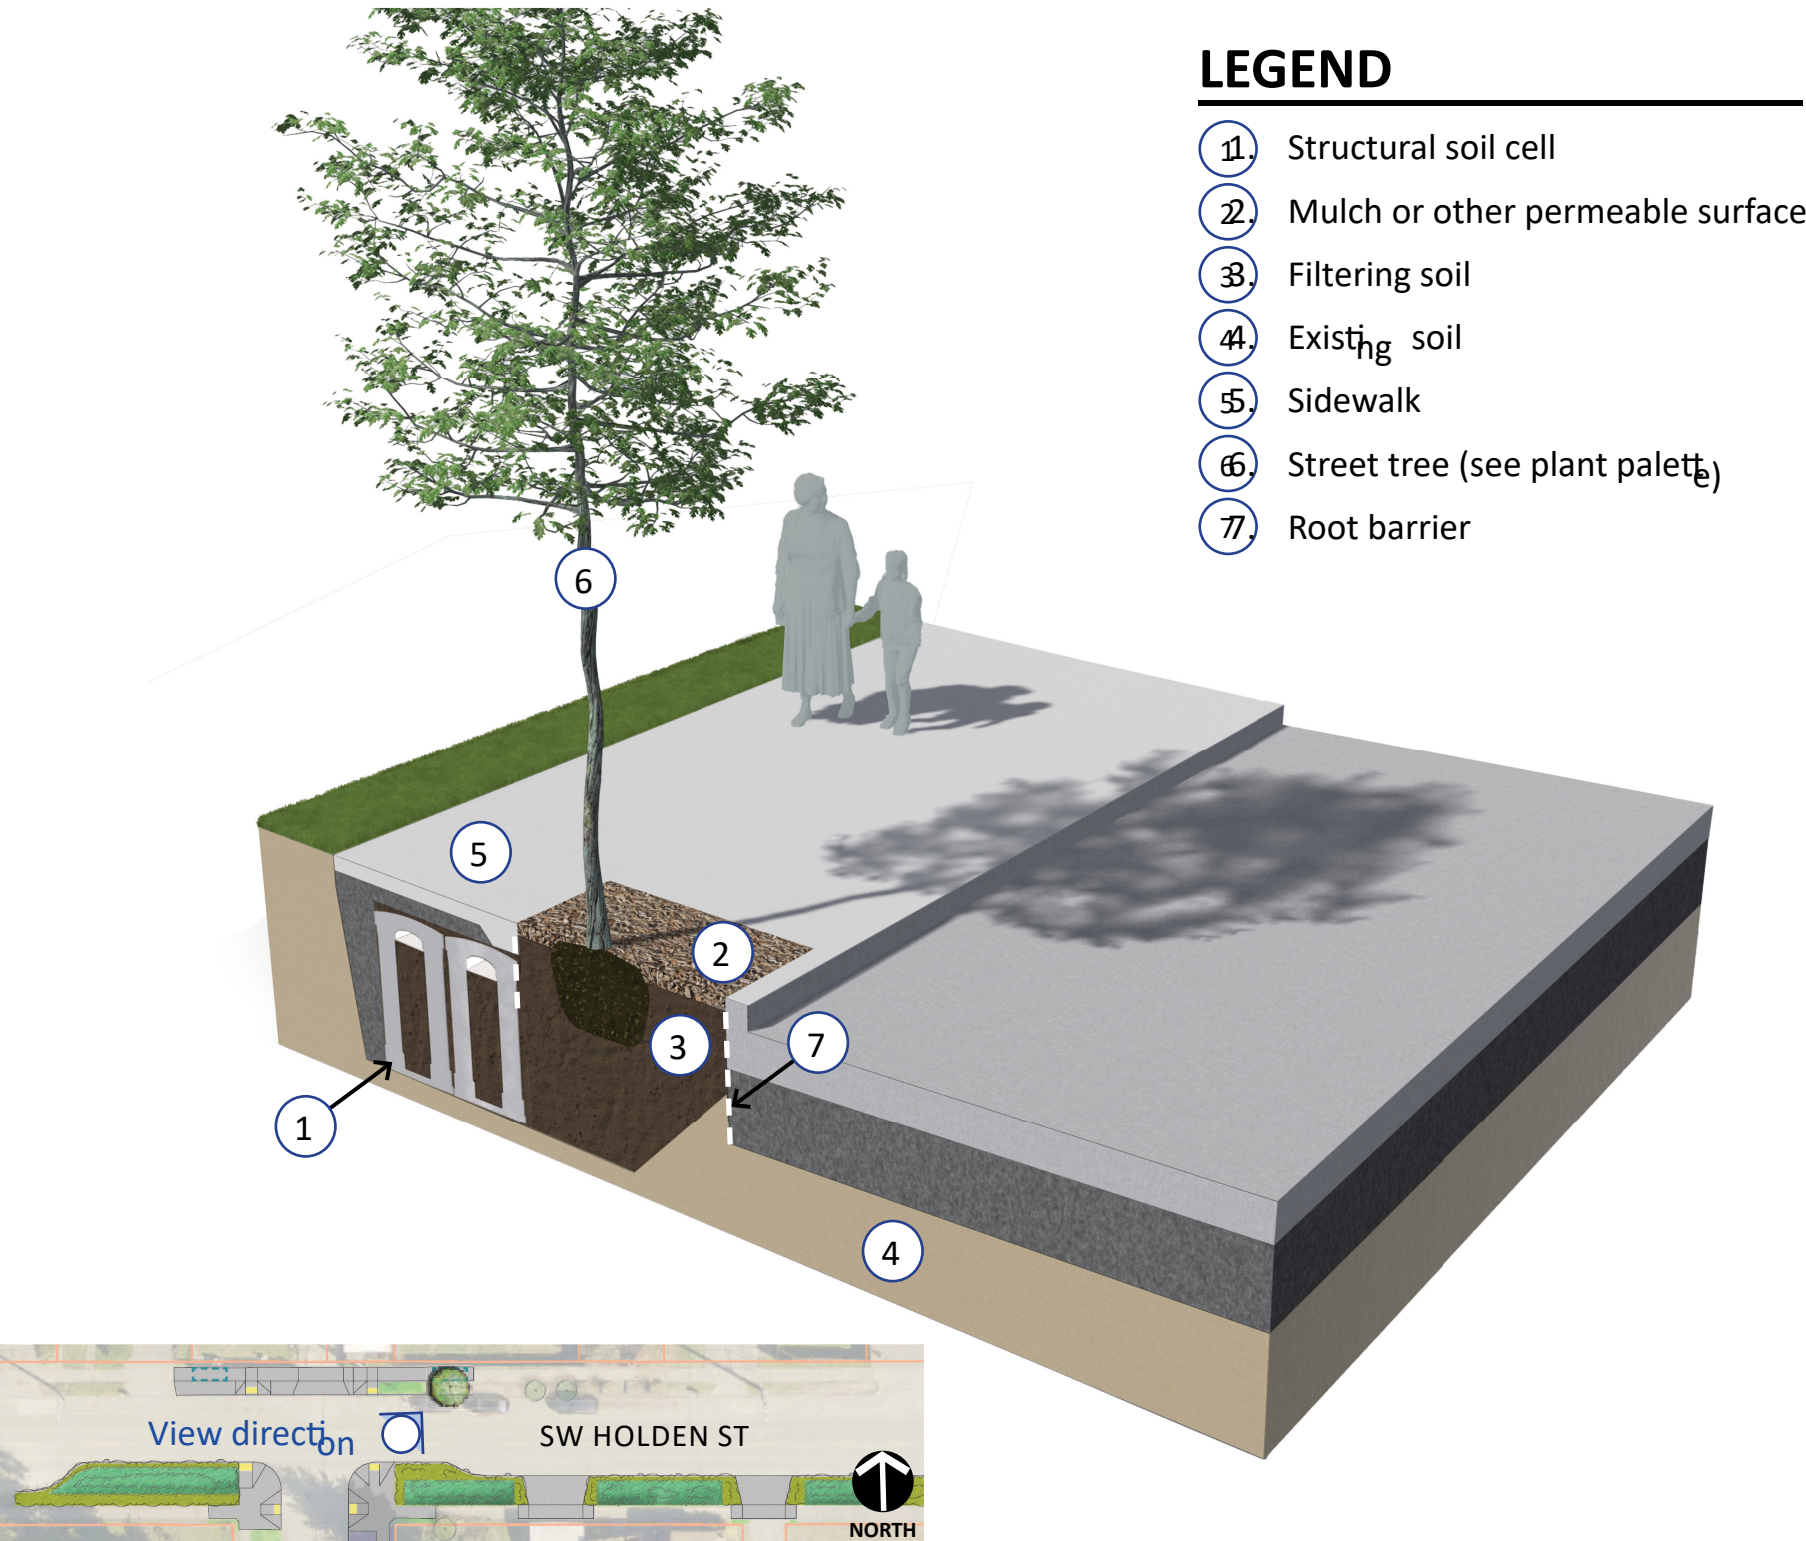 LEGEND
1. Structural soil cell
2. Mulch or other permeable surface
3. Filtering soil
4. Existing soil
5. Sidewalk
6. Street tree (see plant palette)
7. Root barrier
6
5
2
3
7
1
4
View direction
SW HOLDEN ST
NORTH